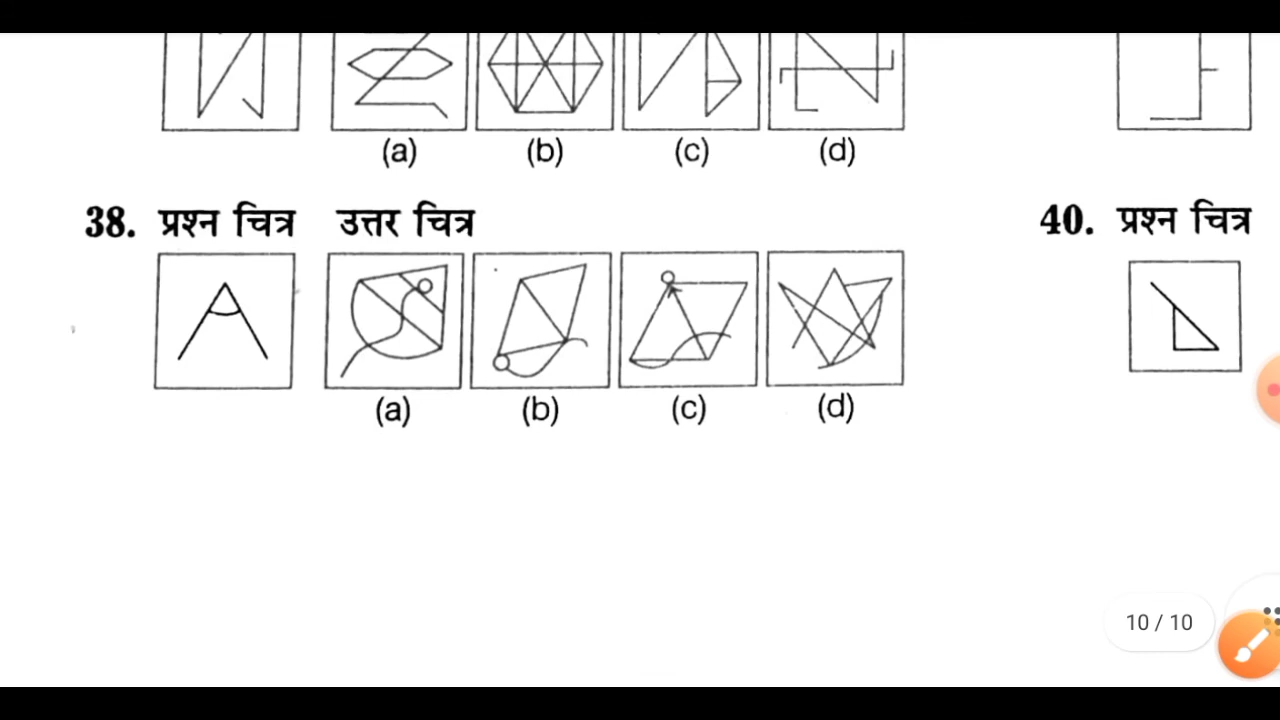 (a) (b) (c) (d)
38. प्रश्न चित्र उत्तर चित्र
(a) (b) (c) (d)
40. प्रश्न चित्र
10 / 10